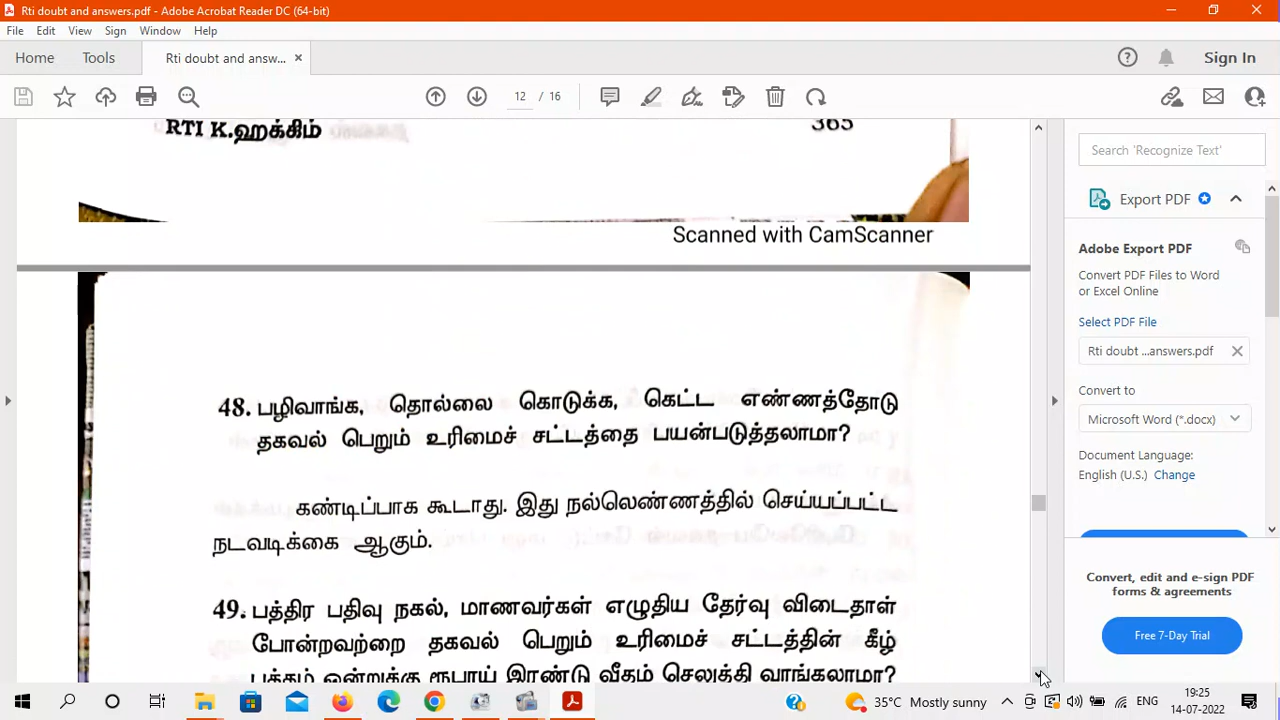 Rti doubt and answers.pdf - Adobe Acrobat Reader DC (64-bit)
File Edit View Sign Window Help
Home Tools Rti doubt and answ... × Sign In
12 / 16
RTI K.ஹக்கீம் 365
Scanned with CamScanner
48. பழிவாங்க, தொல்லை கொடுக்க, கெட்ட எண்ணத்தோடு
தகவல் பெறும் உரிமைச் சட்டத்தை பயன்படுத்தலாமா?
கண்டிப்பாக கூடாது. இது நல்லெண்ணத்தில் செய்யப்பட்ட
நடவடிக்கை ஆகும்.
49. பத்திர பதிவு நகல், மாணவர்கள் எழுதிய தேர்வு விடைதாள்
போன்றவற்றை தகவல் பெறும் உரிமைச் சட்டத்தின் கீழ்
பக்கம் ஒன்றுக்கு ரூபாய் இரண்டு வீதம் செலுத்தி வாங்கலாமா?
Search 'Recognize Text'
Export PDF
Adobe Export PDF
Convert PDF Files to Word
or Excel Online
Select PDF File
Rti doubt ...answers.pdf
Convert to
Microsoft Word (*.docx)
Document Language:
English (U.S.) Change
Convert, edit and e-sign PDF
forms & agreements
Free 7-Day Trial
35°C Mostly sunny ENG 19:25
14-07-2022